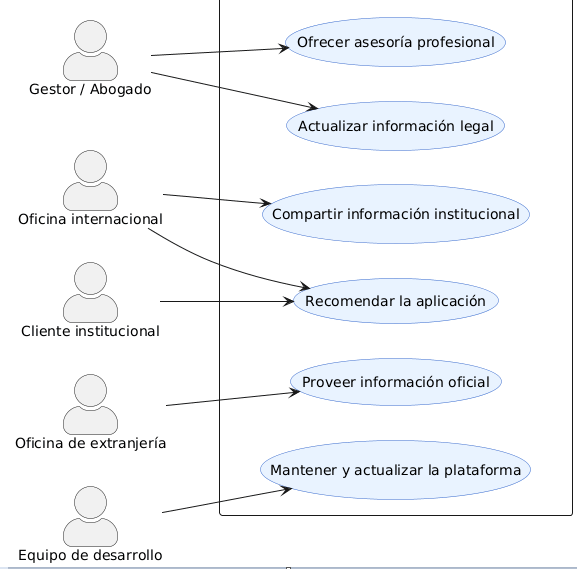 Ofrecer asesoría profesional
Gestor / Abogado
Actualizar información legal
Compartir información institucional
Oficina internacional
Recomendar la aplicación
Cliente institucional
Proveer información oficial
Oficina de extranjería
Mantener y actualizar la plataforma
Equipo de desarrollo